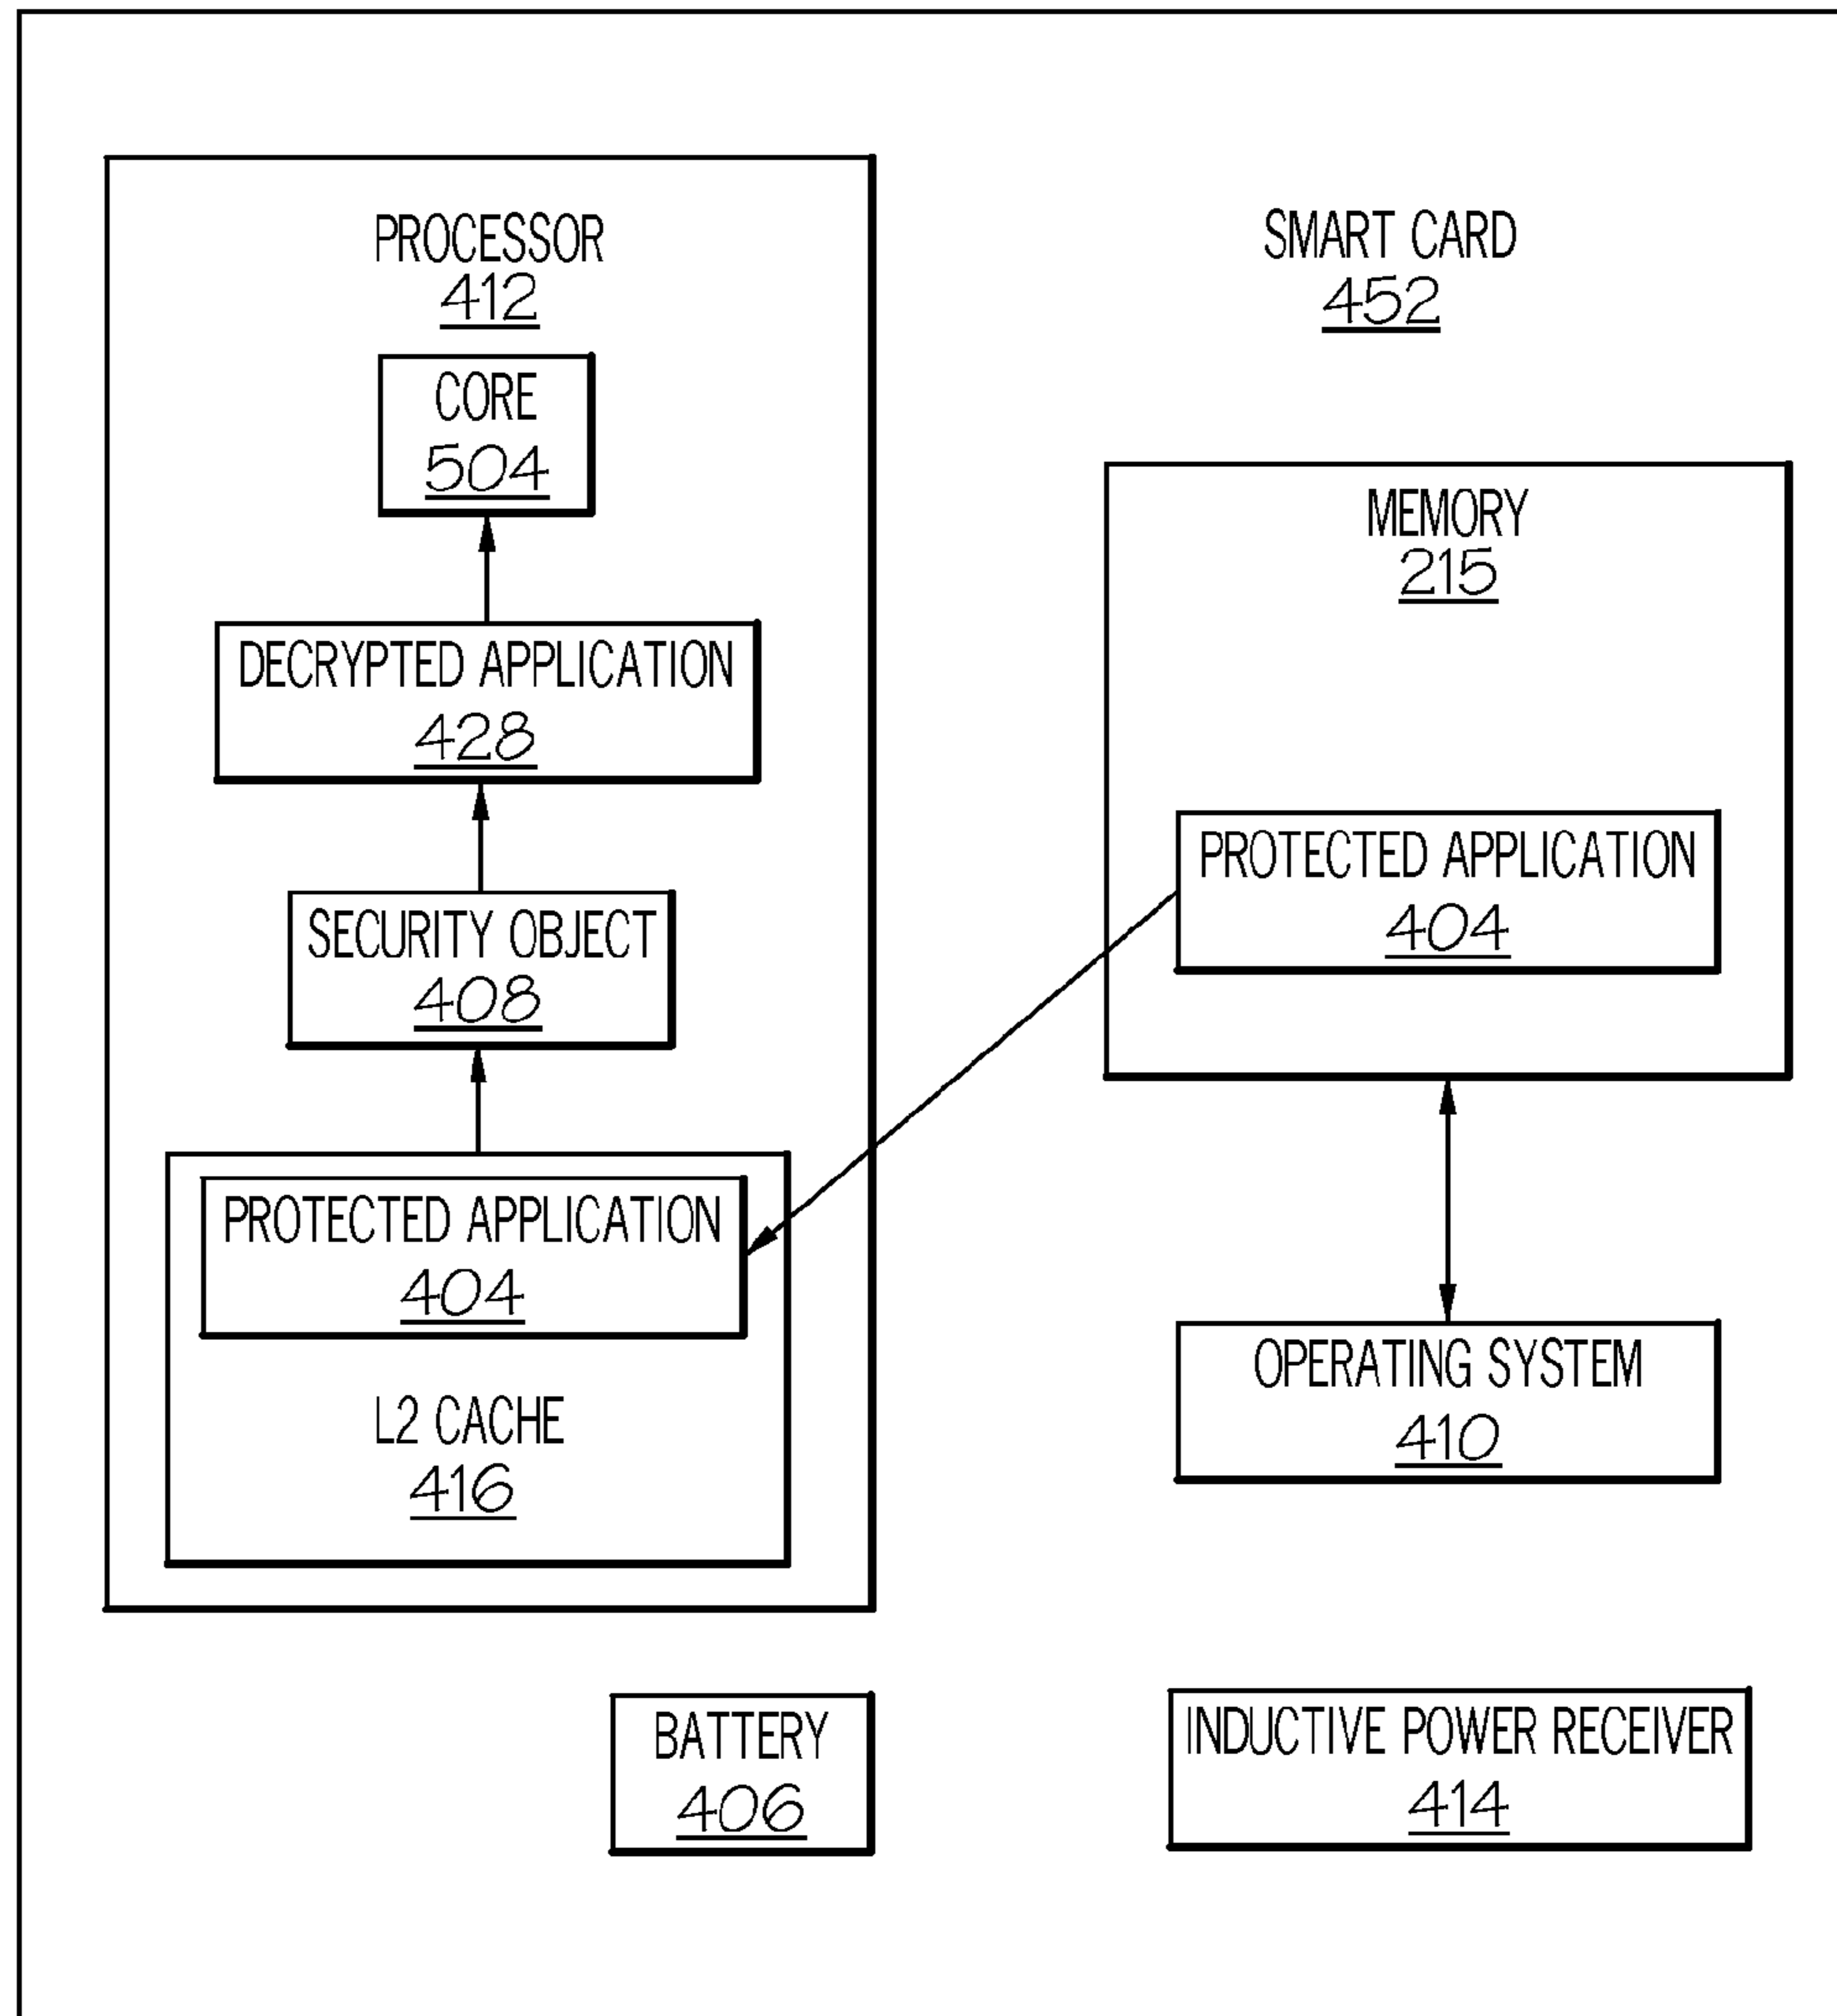 PROCESSOR
412
CORE
504
DECRYPTED APPLICATION
428
SECURITY OBJECT
408
PROTECTED APPLICATION
404
L2 CACHE
416
SMART CARD
452
MEMORY
215
PROTECTED APPLICATION
404
OPERATING SYSTEM
410
BATTERY
406
INDUCTIVE POWER RECEIVER
414